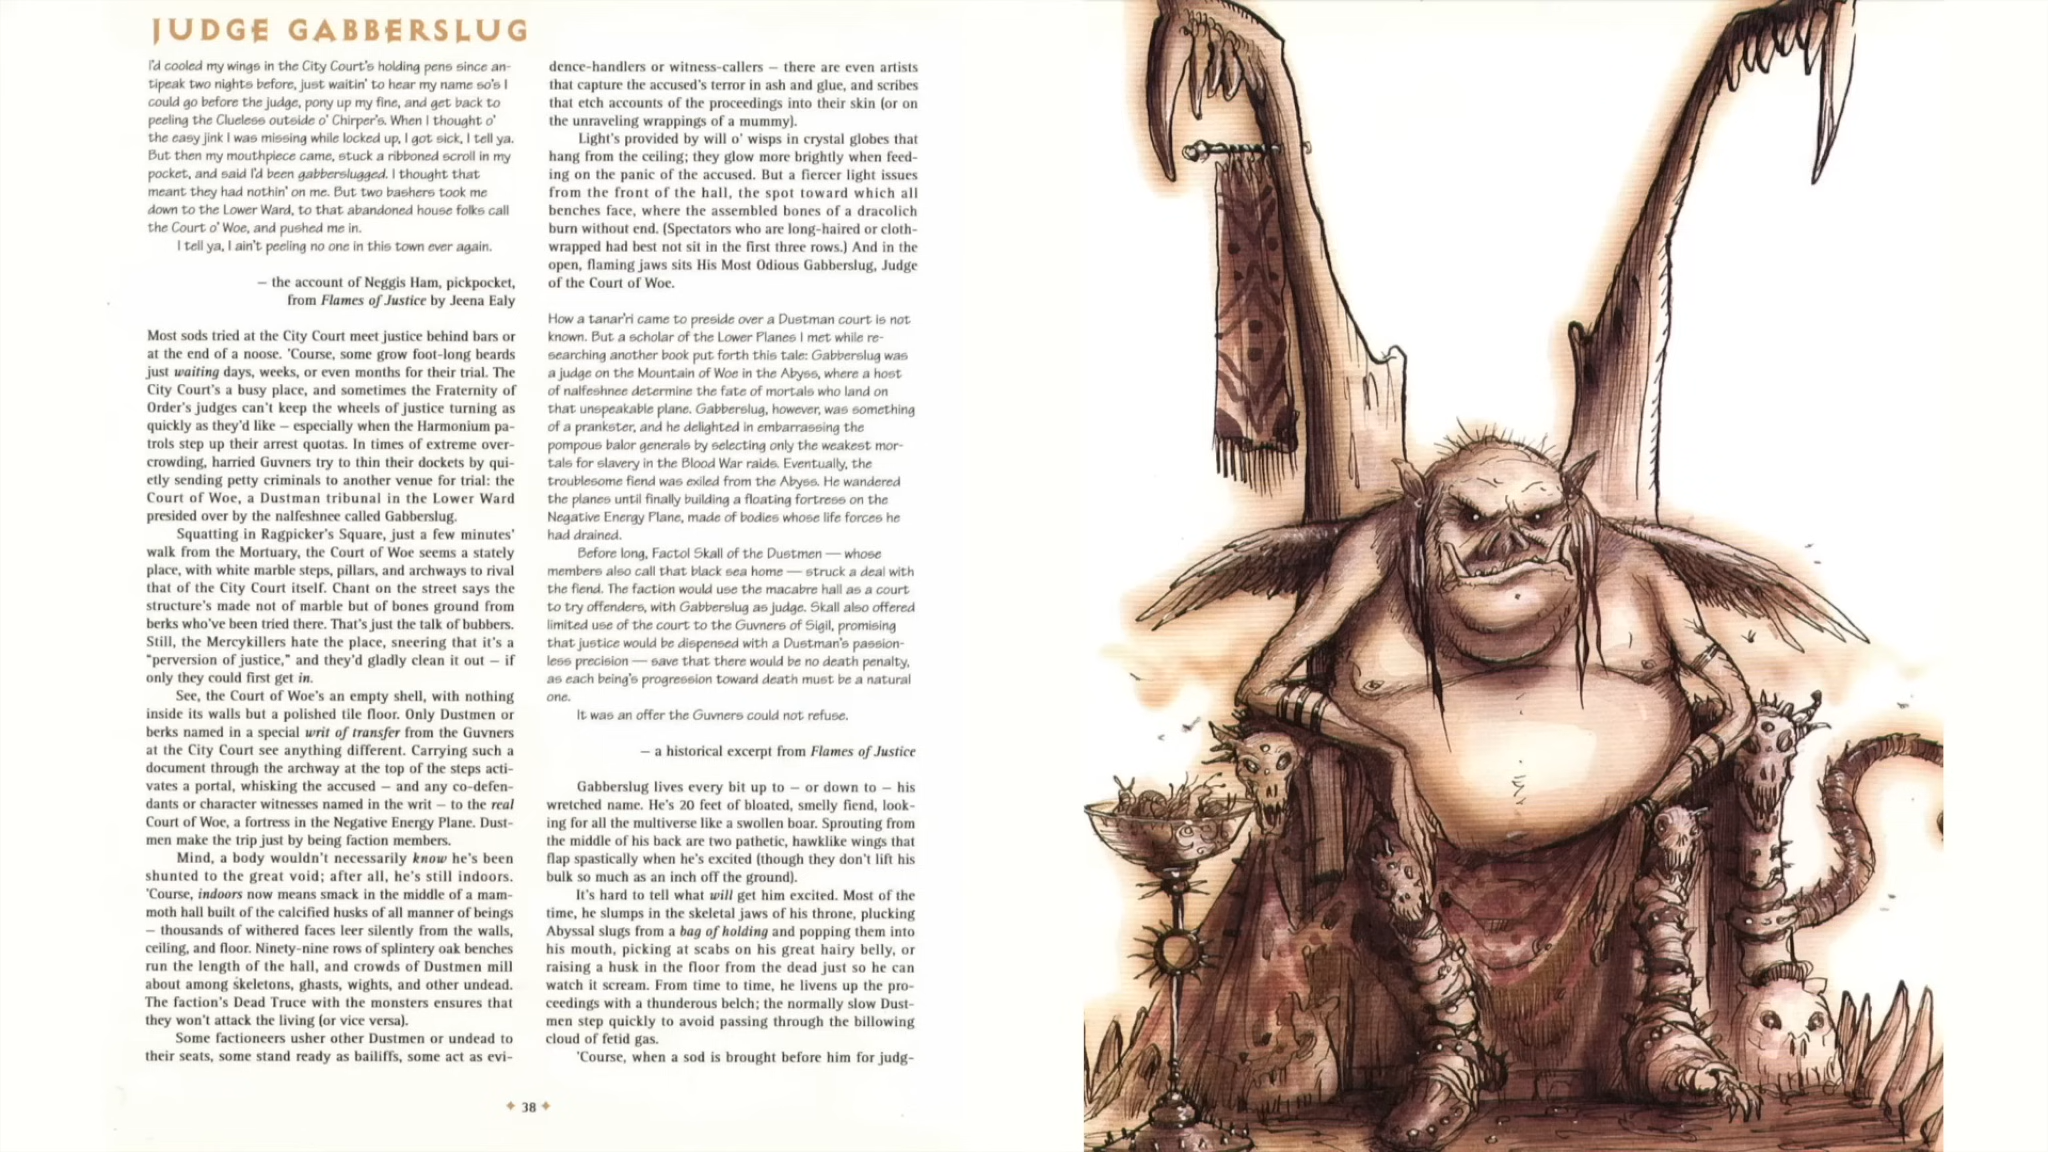 JUDGE GABBERSLUG
I'd cooled my wings in the City Court's holding pens since an-
tipeak two nights before, just waitin' to hear my name so's I
could go before the judge, pony up my fine, and get back to
peeling the Clueless outside o' Chirper's. When I thought o'
the easy jink I was missing while locked up, I got sick, I tell ya.
But then my mouthpiece came, stuck a ribboned scroll in my
pocket, and said I'd been gabberslugged. I thought that
meant they had nothin' on me. But two bashers took me
down to the Lower Ward, to that abandoned house folks call
the Court o' Woe, and pushed me in.
I tell ya, I ain't peeling no one in this town ever again.
— the account of Neggis Ham, pickpocket,
from Flames of Justice by Jeena Ealy
Most sods tried at the City Court meet justice behind bars or
at the end of a noose. 'Course, some grow foot-long beards
just waiting days, weeks, or even months for their trial. The
City Court's a busy place, and sometimes the Fraternity of
Order's judges can't keep the wheels of justice turning as
quickly as they'd like — especially when the Harmonium pa-
trols step up their arrest quotas. In times of extreme over-
crowding, harried Guvners try to thin their dockets by qui-
etly sending petty criminals to another venue for trial: the
Court of Woe, a Dustman tribunal in the Lower Ward
presided over by the nalfeshnee called Gabberslug.
Squatting in Ragpicker's Square, just a few minutes'
walk from the Mortuary, the Court of Woe seems a stately
place, with white marble steps, pillars, and archways to rival
that of the City Court itself. Chant on the street says the
structure's made not of marble but of bones ground from
berks who've been tried there. That's just the talk of bubbers.
Still, the Mercykillers hate the place, sneering that it's a
"perversion of justice," and they'd gladly clean it out — if
only they could first get in.
See, the Court of Woe's an empty shell, with nothing
inside its walls but a polished tile floor. Only Dustmen or
berks named in a special writ of transfer from the Guvners
at the City Court see anything different. Carrying such a
document through the archway at the top of the steps acti-
vates a portal, whisking the accused — and any co-defen-
dants or character witnesses named in the writ — to the real
Court of Woe, a fortress in the Negative Energy Plane. Dust-
men make the trip just by being faction members.
Mind, a body wouldn't necessarily know he's been
shunted to the great void; after all, he's still indoors.
'Course, indoors now means smack in the middle of a mam-
moth hall built of the calcified husks of all manner of beings
— thousands of withered faces leer silently from the walls,
ceiling, and floor. Ninety-nine rows of splintery oak benches
run the length of the hall, and crowds of Dustmen mill
about among skeletons, ghasts, wights, and other undead.
The faction's Dead Truce with the monsters ensures that
they won't attack the living (or vice versa).
Some factioneers usher other Dustmen or undead to
their seats, some stand ready as bailiffs, some act as evi-
dence-handlers or witness-callers — there are even artists
that capture the accused's terror in ash and glue, and scribes
that etch accounts of the proceedings into their skin (or on
the unraveling wrappings of a mummy).
Light's provided by will o' wisps in crystal globes that
hang from the ceiling; they glow more brightly when feed-
ing on the panic of the accused. But a fiercer light issues
from the front of the hall, the spot toward which all
benches face, where the assembled bones of a dracolich
burn without end. (Spectators who are long-haired or cloth-
wrapped had best not sit in the first three rows.) And in the
open, flaming jaws sits His Most Odious Gabberslug, Judge
of the Court of Woe.
How a tanar'ri came to preside over a Dustman court is not
known. But a scholar of the Lower Planes I met while re-
searching another book put forth this tale: Gabberslug was
a judge on the Mountain of Woe in the Abyss, where a host
of nalfeshnee determine the fate of mortals who land on
that unspeakable plane. Gabberslug, however, was something
of a prankster, and he delighted in embarrassing the
pompous balor generals by selecting only the weakest mor-
tals for slavery in the Blood War raids. Eventually, the
troublesome fiend was exiled from the Abyss. He wandered
the planes until finally building a floating fortress on the
Negative Energy Plane, made of bodies whose life forces he
had drained.
Before long, Factol Skall of the Dustmen — whose
members also call that black sea home — struck a deal with
the fiend. The faction would use the macabre hall as a court
to try offenders, with Gabberslug as judge. Skall also offered
limited use of the court to the Guvners of Sigil, promising
that justice would be dispensed with a Dustman's passion-
less precision — save that there would be no death penalty,
as each being's progression toward death must be a natural
one.
It was an offer the Guvners could not refuse.
— a historical excerpt from Flames of Justice
Gabberslug lives every bit up to — or down to — his
wretched name. He's 20 feet of bloated, smelly fiend, look-
ing for all the multiverse like a swollen boar. Sprouting from
the middle of his back are two pathetic, hawklike wings that
flap spastically when he's excited (though they don't lift his
bulk so much as an inch off the ground).
It's hard to tell what will get him excited. Most of the
time, he slumps in the skeletal jaws of his throne, plucking
Abyssal slugs from a bag of holding and popping them into
his mouth, picking at scabs on his great hairy belly, or
raising a husk in the floor from the dead just so he can
watch it scream. From time to time, he livens up the pro-
ceedings with a thunderous belch; the normally slow Dust-
men step quickly to avoid passing through the billowing
cloud of fetid gas.
'Course, when a sod is brought before him for judg-
38